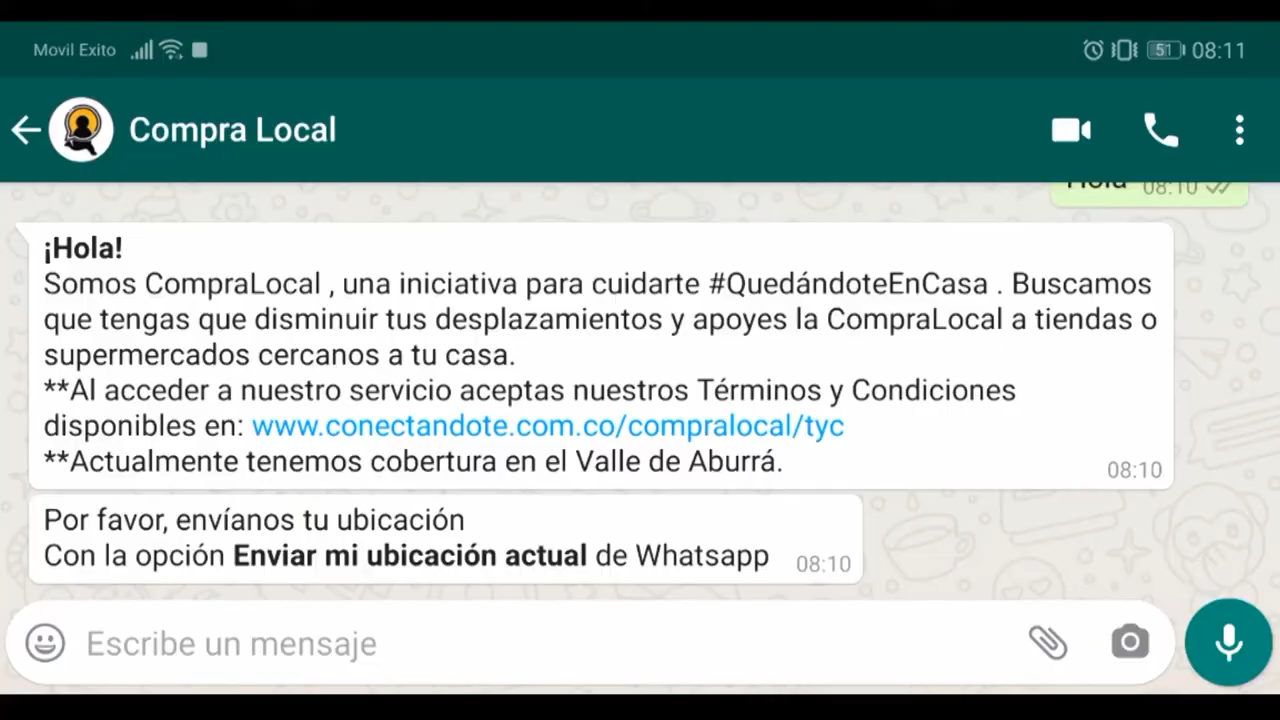 Movil Exito
51 08:11
Compra Local
Hola 08:10
¡Hola!
Somos CompraLocal , una iniciativa para cuidarte #QuedándoteEnCasa . Buscamos
que tengas que disminuir tus desplazamientos y apoyes la CompraLocal a tiendas o
supermercados cercanos a tu casa.
**Al acceder a nuestro servicio aceptas nuestros Términos y Condiciones
disponibles en: www.conectandote.com.co/compralocal/tyc
**Actualmente tenemos cobertura en el Valle de Aburrá.
08:10
Por favor, envíanos tu ubicación
Con la opción Enviar mi ubicación actual de Whatsapp 08:10
Escribe un mensaje